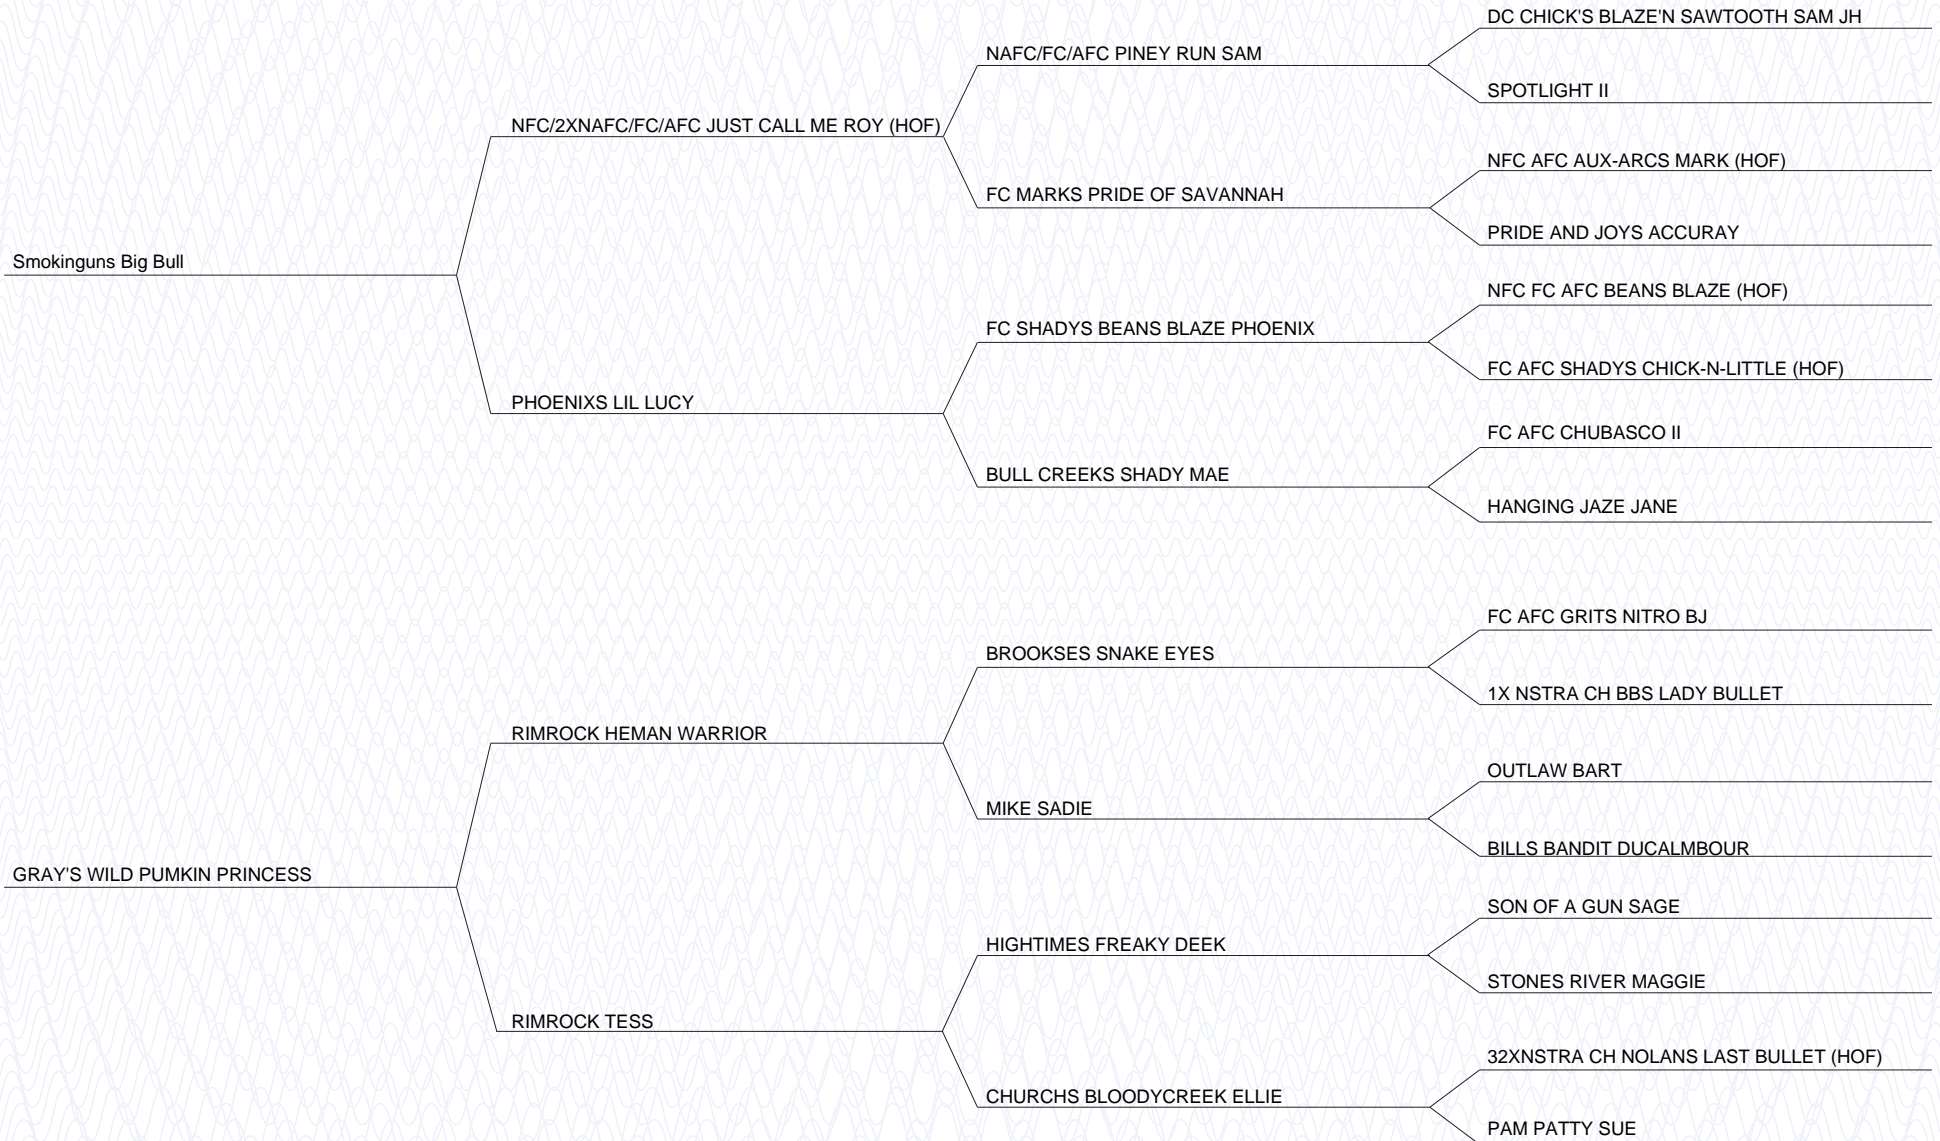 DC CHICK'S BLAZE'N SAWTOOTH SAM JH
NAFC/FC/AFC PINEY RUN SAM
SPOTLIGHT II
NFC/2XNAFC/FC/AFC JUST CALL ME ROY (HOF)
NFC AFC AUX-ARCS MARK (HOF)
FC MARKS PRIDE OF SAVANNAH
PRIDE AND JOYS ACCURAY
Smokinguns Big Bull
NFC FC AFC BEANS BLAZE (HOF)
FC SHADYS BEANS BLAZE PHOENIX
FC AFC SHADYS CHICK-N-LITTLE (HOF)
PHOENIXS LIL LUCY
FC AFC CHUBASCO II
BULL CREEKS SHADY MAE
HANGING JAZE JANE
FC AFC GRITS NITRO BJ
BROOKSES SNAKE EYES
1X NSTRA CH BBS LADY BULLET
RIMROCK HEMAN WARRIOR
OUTLAW BART
MIKE SADIE
BILLS BANDIT DUCALMBOUR
GRAY'S WILD PUMKIN PRINCESS
SON OF A GUN SAGE
HIGHTIMES FREAKY DEEK
STONES RIVER MAGGIE
RIMROCK TESS
32XNSTRA CH NOLANS LAST BULLET (HOF)
CHURCHS BLOODYCREEK ELLIE
PAM PATTY SUE